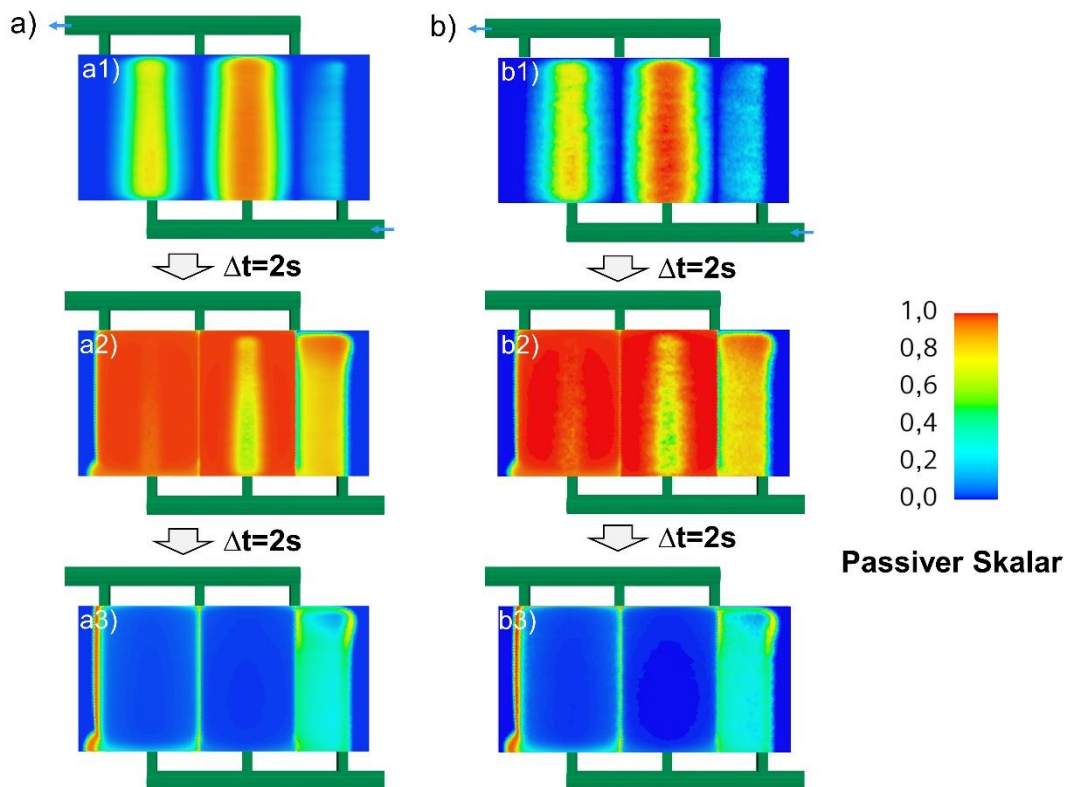 a)
b)
a1)
b1)
Δt=2s
Δt=2s
a2)
b2)
1,0
0,8
0,6
0,4
0,2
0,0
Δt=2s
Δt=2s
Passiver Skalar
a3)
b3)